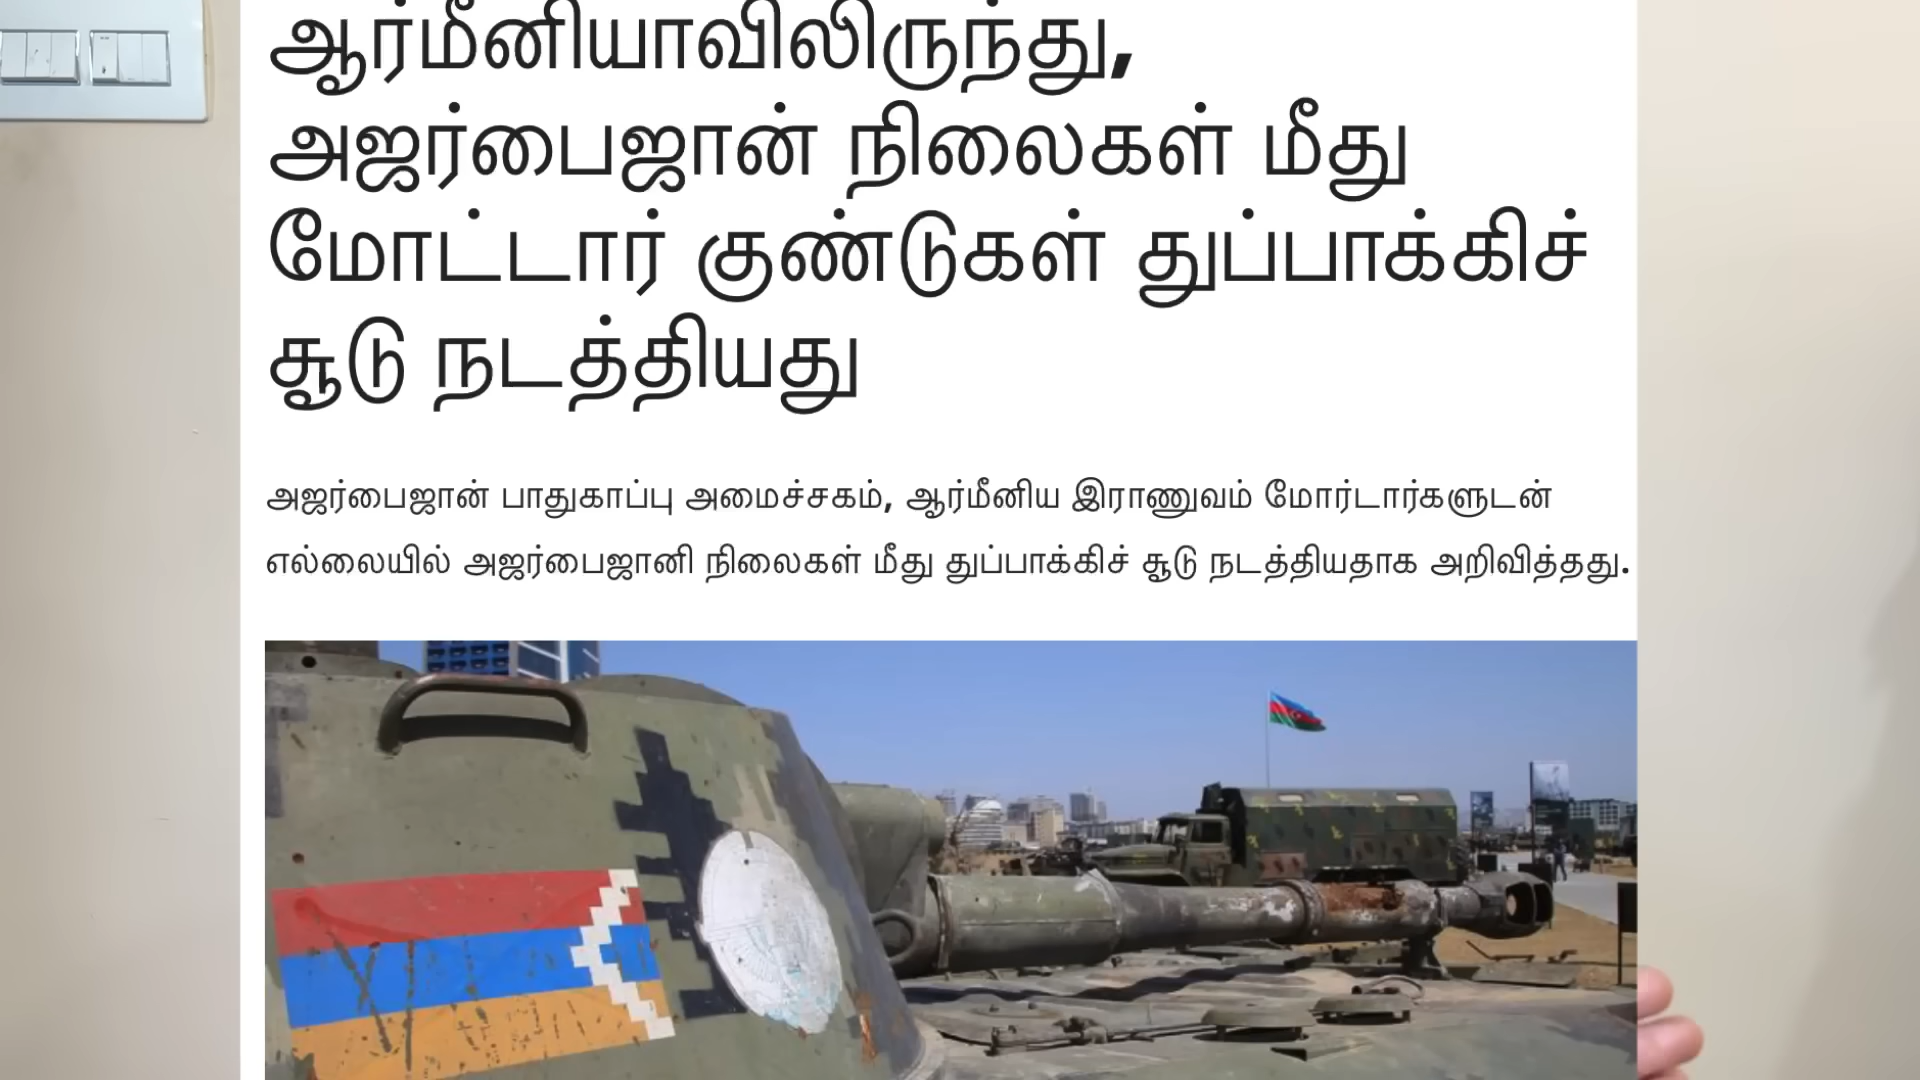 ஆர்மீனியாவிலிருந்து,
அஜர்பைஜான் நிலைகள் மீது
மோட்டார் குண்டுகள் துப்பாக்கிச்
சூடு நடத்தியது
அஜர்பைஜான் பாதுகாப்பு அமைச்சகம், ஆர்மீனிய இராணுவம் மோர்டார்களுடன்
எல்லையில் அஜர்பைஜானி நிலைகள் மீது துப்பாக்கிச் சூடு நடத்தியதாக அறிவித்தது.